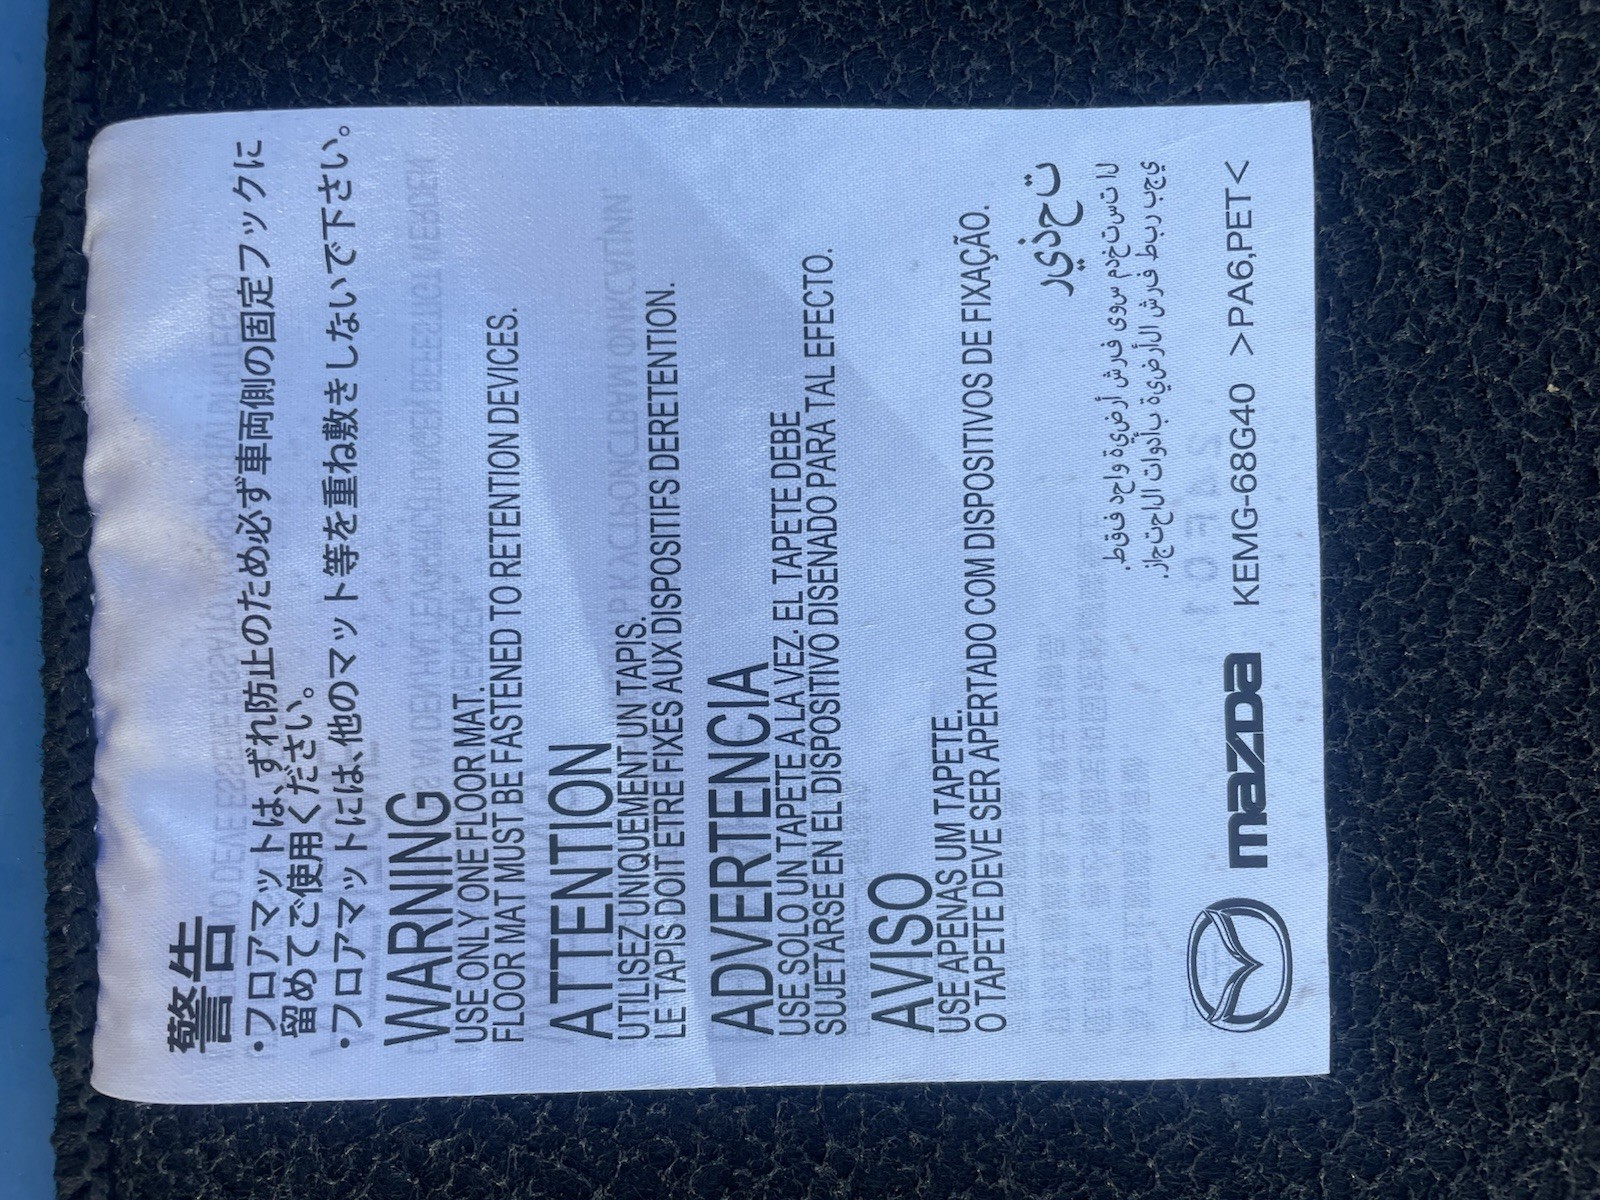 警告
・フロアマットは、ずれ防止のため必ず車両側の固定フックに
留めてご使用ください。
・フロアマットには、他のマット等を重ね敷きしないで下さい。
WARNING
USE ONLY ONE FLOOR MAT.
FLOOR MAT MUST BE FASTENED TO RETENTION DEVICES.
ATTENTION
UTILISEZ UNIQUEMENT UN TAPIS.
LE TAPIS DOIT ETRE FIXES AUX DISPOSITIFS DERETENTION.
ADVERTENCIA
USE SOLO UN TAPETE A LA VEZ. EL TAPETE DEBE
SUJETARSE EN EL DISPOSITIVO DISENADO PARA TAL EFECTO.
AVISO
USE APENAS UM TAPETE.
O TAPETE DEVE SER APERTADO COM DISPOSITIVOS DE FIXAÇÃO.
تحذير
ال تستخدم سوى فرش أرضية واحد فقط.
يجب ربط فرش الأرضية بأدوات الاحتجاز.
mazda KEMG-68G40 >PA6,PET<